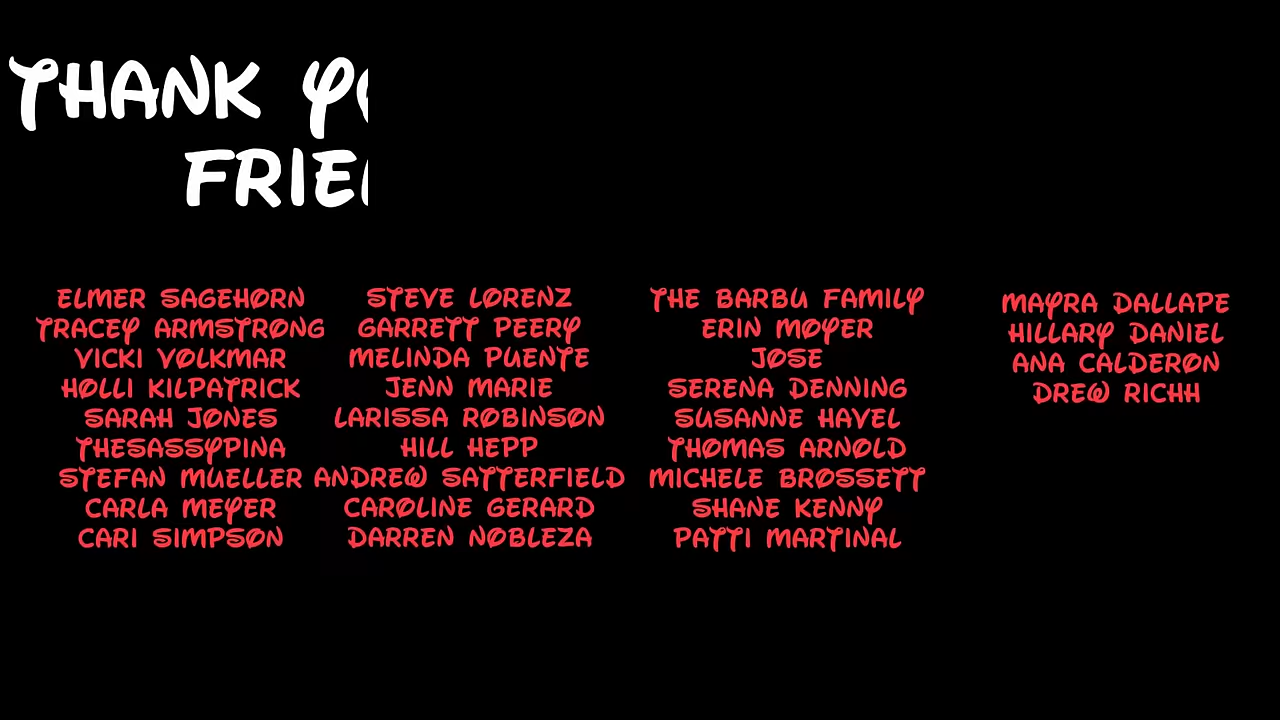 THANK YO
FRIE
ELMER SAGEHORN
TRACEY ARMSTRONG
VICKI VOLKMAR
HOLLI KILPATRICK
SARAH JONES
THESASSYPINA
STEFAN MUELLER
CARLA MEYER
CARI SIMPSON
STEVE LORENZ
GARRETT PEERY
MELINDA PUENTE
JENN MARIE
LARISSA ROBINSON
HILL HEPP
ANDREW SATTERFIELD
CAROLINE GERARD
DARREN NOBLEZA
THE BARBU FAMILY
ERIN MOYER
JOSE
SERENA DENNING
SUSANNE HAVEL
THOMAS ARNOLD
MICHELE BROSSETT
SHANE KENNY
PATTI MARTINAL
MAYRA DALLAPE
HILLARY DANIEL
ANA CALDERON
DREW RICHH